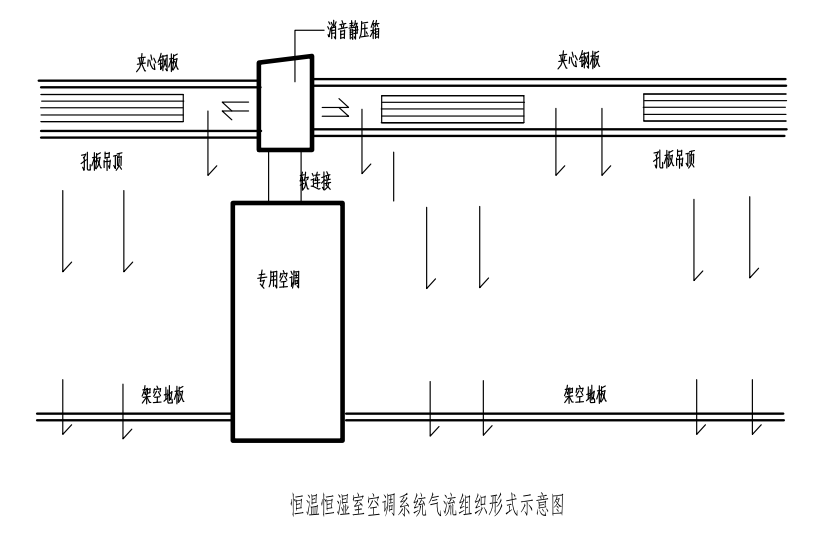 消音静压箱
夹心钢板
夹心钢板
孔板吊顶
孔板吊顶
软连接
专用空调
架空地板
架空地板
恒温恒湿室空调系统气流组织形式示意图